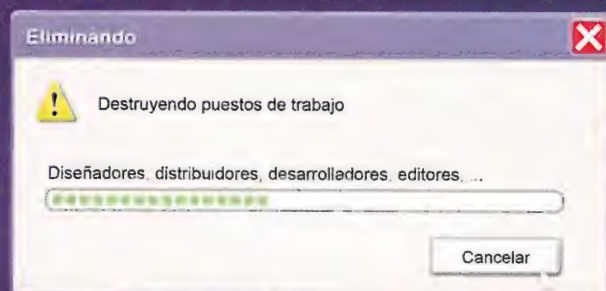 Eliminando
Destruyendo puestos de trabajo
Diseñadores, distribuidores, desarrolladores, editores, ...
Cancelar